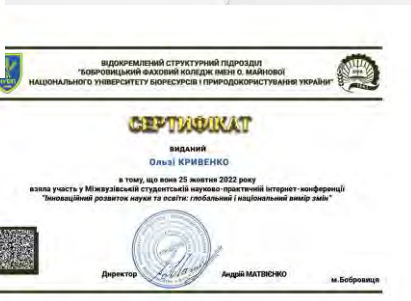 ВІДОКРЕМЛЕНИЙ СТРУКТУРНИЙ ПІДРОЗДІЛ
"БОБРОВИЦЬКИЙ ФАХОВИЙ КОЛЕДЖ ІМЕНІ О. МАЙНОВОЇ
НАЦІОНАЛЬНОГО УНІВЕРСИТЕТУ БІОРЕСУРСІВ І ПРИРОДОКОРИСТУВАННЯ УКРАЇНИ"
СЕРТИФІКАТ
ВИДАНИЙ
Ользі КРИВЕНКО
в тому, що вона 25 жовтня 2022 року
взяла участь у Міжвузівській студентській науково-практичній інтернет-конференції
"Інноваційний розвиток науки та освіти: глобальний і національний вимір змін"
Директор
Андрій МАТВІЄНКО
м.Бобровиця